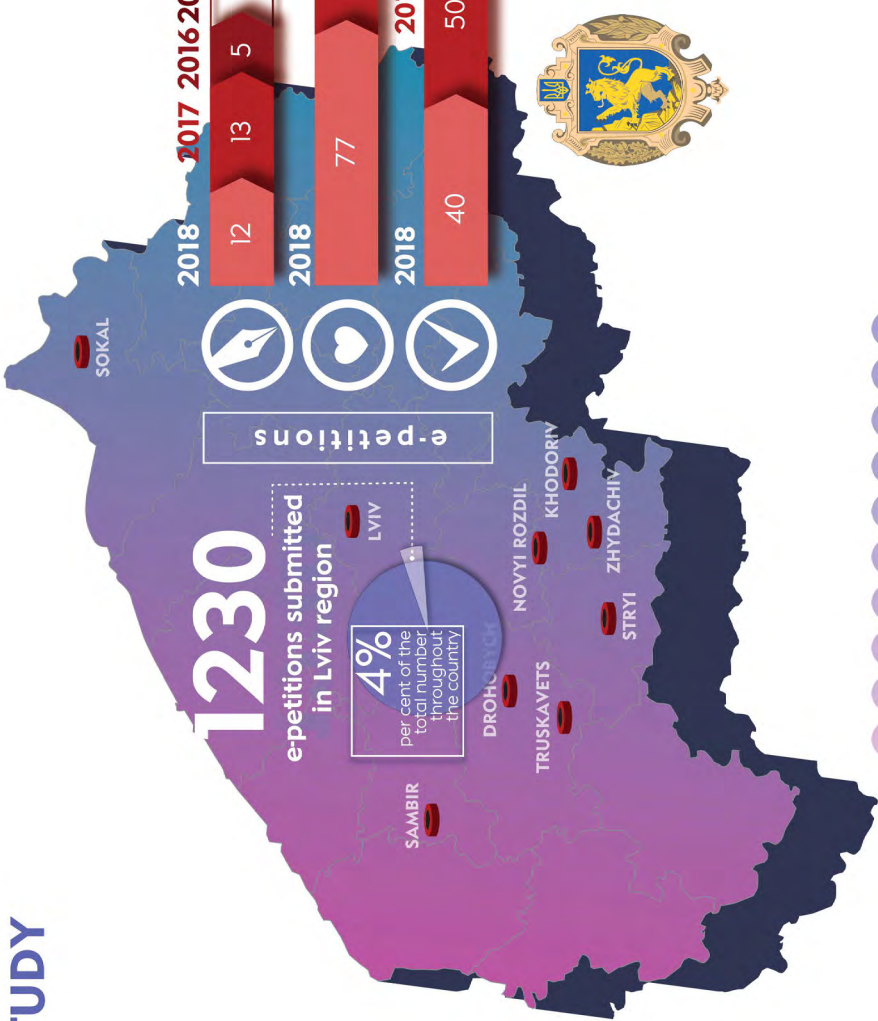 TUDY
SOKAL
1230
e-petitions submitted
in Lviv region
LVIV
4%
per cent of the
total number
throughout
the country
e-petitions
2018 2017 2016 20
12 13 5
2018
77
2018
40 50
SAMBIR
DROHOBYCH
TRUSKAVETS
NOVYI ROZDIL
KHODORIV
ZHYDACHIV
STRYI